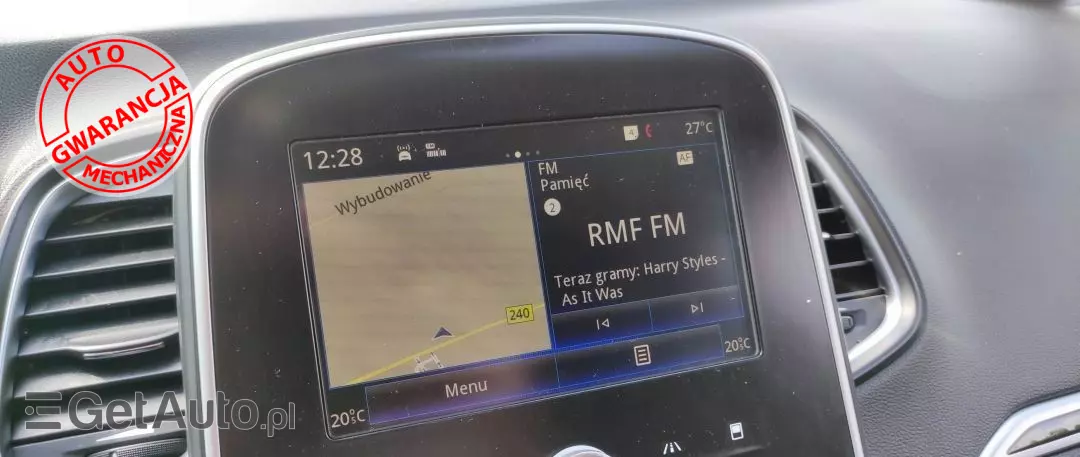 AUTO
GWARANCJA
MECHANICZNA
12:28
4
27°C
Wybudowanie
240
FM
AF
Pamięć
2
RMF FM
Teraz gramy: Harry Styles -
As It Was
Menu
20°C
20°C
GetAuto.pl